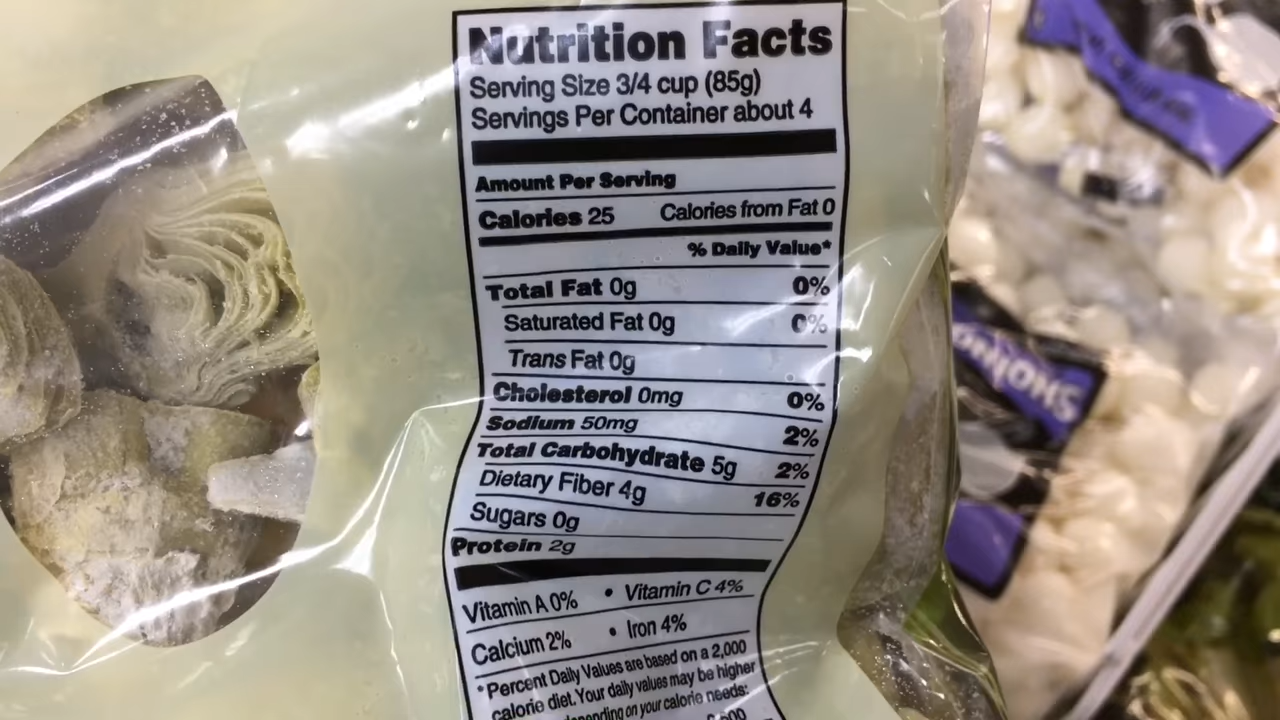 Nutrition Facts
Serving Size 3/4 cup (85g)
Servings Per Container about 4
Amount Per Serving
Calories 25 Calories from Fat 0
% Daily Value*
Total Fat 0g 0%
Saturated Fat 0g 0%
Trans Fat 0g
Cholesterol 0mg 0%
Sodium 50mg 2%
Total Carbohydrate 5g 2%
Dietary Fiber 4g 16%
Sugars 0g
Protein 2g
Vitamin A 0% • Vitamin C 4%
Calcium 2% • Iron 4%
*Percent Daily Values are based on a 2,000
calorie diet. Your daily values may be higher
on your calorie needs: